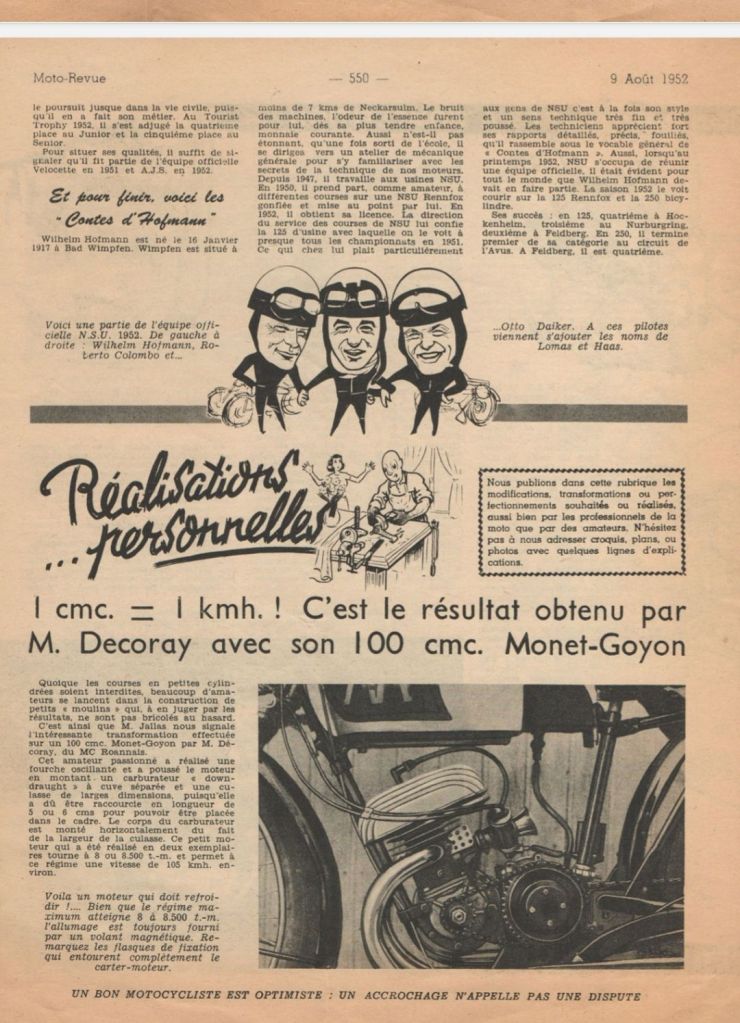 Moto-Revue
— 550 —
9 Août 1952
le poursuit jusque dans la vie civile, puis-
qu'il en a fait son métier. Au Tourist
Trophy 1952, il s'est adjugé la quatrième
place au Junior et la cinquième place au
Senior.
Pour situer ses qualités, il suffit de si-
gnaler qu'il fit partie de l'équipe officielle
Velocette en 1951 et A.J.S. en 1952.
Et pour finir, voici les
"Contes d'Hofmann"
Wilhelm Hofmann est né le 16 Janvier
1917 à Bad Wimpfen. Wimpfen est situé à
moins de 7 kms de Neckarsulm. Le bruit
des machines, l'odeur de l'essence furent
pour lui, dès sa plus tendre enfance,
monnaie courante. Aussi n'est-il pas
étonnant, qu'une fois sorti de l'école, il
se dirigea vers un atelier de mécanique
générale pour s'y familiariser avec les
secrets de la technique de nos moteurs.
Depuis 1947, il travaille aux usines NSU.
En 1950, il prend part, comme amateur, à
différentes courses sur une NSU Rennfox
gonflée et mise au point par lui. En
1952, il obtient sa licence. La direction
du service des courses de NSU lui confie
la 125 d'usine avec laquelle on le voit à
presque tous les championnats en 1951.
Ce qui chez lui plait particulièrement
aux gens de NSU c'est à la fois son style
et un sens technique très fin et très
poussé. Les techniciens apprécient fort
ses rapports détaillés, précis, fouillés,
qu'il rassemble sous le vocable général de
« Contes d'Hofmann ». Aussi, lorsqu'au
printemps 1952, NSU s'occupa de réunir
une équipe officielle, il était évident pour
tout le monde que Wilhelm Hofmann de-
vait en faire partie. La saison 1952 le voit
courir sur la 125 Rennfox et la 250 bicy-
lindre.
Ses succès : en 125, quatrième à Hoc-
kenheim, troisième au Nurburgring,
deuxième à Feldberg. En 250, il termine
premier de sa catégorie au circuit de
l'Avus. A Feldberg, il est quatrième.
Voici une partie de l'équipe offi-
cielle N.S.U. 1952. De gauche à
droite : Wilhelm Hofmann, Ro-
berto Colombo et...
...Otto Daiker. A ces pilotes
viennent s'ajouter les noms de
Lomas et Haas.
Réalisations
... personnelles
Nous publions dans cette rubrique les
modifications, transformations ou per-
fectionnements souhaités ou réalisés,
aussi bien par les professionnels de la
moto que par des amateurs. N'hésitez
pas à nous adresser croquis, plans, ou
photos avec quelques lignes d'expli-
cations.
1 cmc. = 1 kmh. ! C'est le résultat obtenu par
M. Decoray avec son 100 cmc. Monet-Goyon
Quoique les courses en petites cylin-
drées soient interdites, beaucoup d'ama-
teurs se lancent dans la construction de
petits « moulins » qui, à en juger par les
résultats, ne sont pas bricolés au hasard.
C'est ainsi que M. Jallas nous signale
l'intéressante transformation effectuée
sur un 100 cmc. Monet-Goyon par M. Dé-
coray, du MC Roannais.
Cet amateur passionné a réalisé une
fourche oscillante et a poussé le moteur
en montant un carburateur « down-
draught » à cuve séparée et une cu-
lasse de larges dimensions, puisqu'elle
a dû être raccourcie en longueur de
5 ou 6 cms pour pouvoir être placée
dans le cadre. Le corps du carburateur
est monté horizontalement du fait
de la largeur de la culasse. Ce petit mo-
teur qui a été réalisé en deux exemplai-
res tourne à 8 ou 8.500 t.-m. et permet à
ce régime une vitesse de 105 kmh. en-
viron.
Voila un moteur qui doit refroi-
dir !.... Bien que le régime ma-
ximum atteigne 8 à 8.500 t.-m.
l'allumage est toujours fourni
par un volant magnétique. Re-
marquez les flasques de fixation
qui entourent complètement le
carter-moteur.
UN BON MOTOCYCLISTE EST OPTIMISTE : UN ACCROCHAGE N'APPELLE PAS UNE DISPUTE